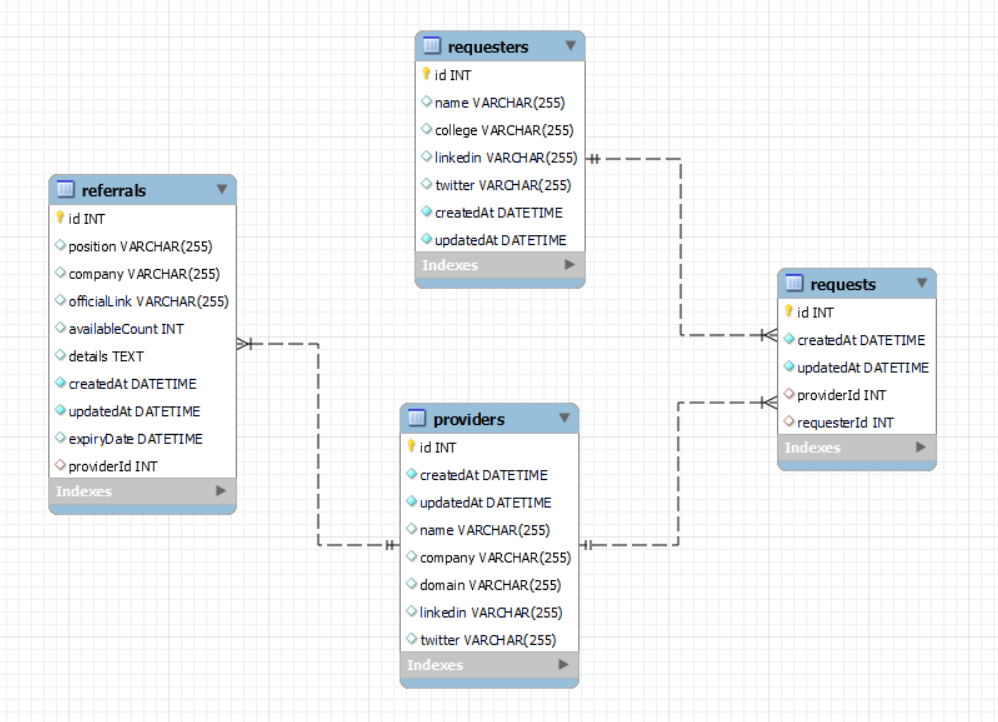 requesters
id INT
name VARCHAR(255)
college VARCHAR(255)
linkedin VARCHAR(255)
twitter VARCHAR(255)
createdAt DATETIME
updatedAt DATETIME
Indexes
referrals
id INT
position VARCHAR(255)
company VARCHAR(255)
officialLink VARCHAR(255)
availableCount INT
details TEXT
createdAt DATETIME
updatedAt DATETIME
expiryDate DATETIME
providerId INT
Indexes
requests
id INT
createdAt DATETIME
updatedAt DATETIME
providerId INT
requesterId INT
Indexes
providers
id INT
createdAt DATETIME
updatedAt DATETIME
name VARCHAR(255)
company VARCHAR(255)
domain VARCHAR(255)
linkedin VARCHAR(255)
twitter VARCHAR(255)
Indexes